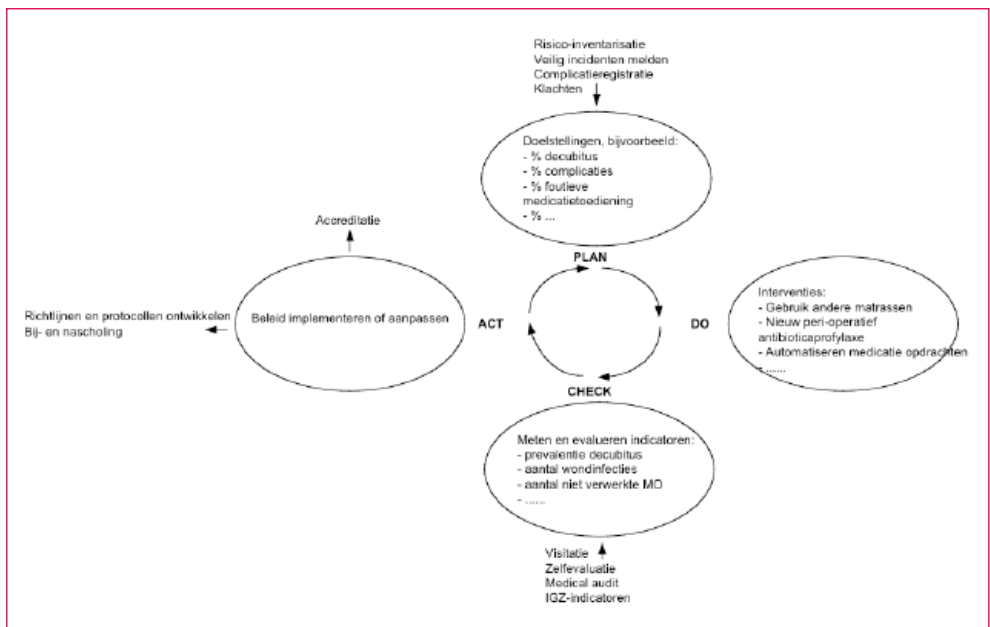 Risico-inventarisatie
Veilig incidenten melden
Complicatieregistratie
Klachten
Doelstellingen, bijvoorbeeld:
- % decubitus
- % complicaties
- % foutieve
medicatietoediening
- % ...
PLAN
Accreditatie
Beleid implementeren of aanpassen
Richtlijnen en protocollen ontwikkelen
Bij- en nascholing
ACT
DO
Interventies:
- Gebruik andere matrassen
- Nieuw peri-operatief
antibioticaprofylaxe
- Automatiseren medicatie opdrachten
- ......
CHECK
Meten en evalueren indicatoren:
- prevalentie decubitus
- aantal wondinfecties
- aantal niet verwerkte MO
- ......
Visitatie
Zelfevaluatie
Medical audit
IGZ-indicatoren